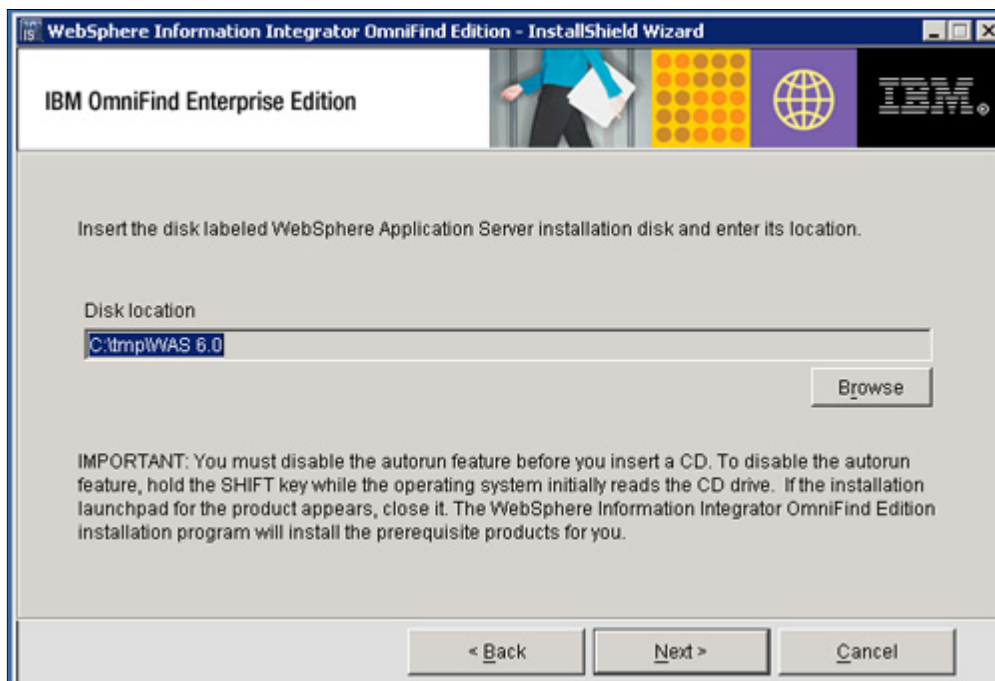 WebSphere Information Integrator OmniFind Edition - InstallShield Wizard
IBM OmniFind Enterprise Edition
IBM®
Insert the disk labeled WebSphere Application Server installation disk and enter its location.
Disk location
C:\tmp\WAS 6.0
Browse
IMPORTANT: You must disable the autorun feature before you insert a CD. To disable the autorun
feature, hold the SHIFT key while the operating system initially reads the CD drive. If the installation
launchpad for the product appears, close it. The WebSphere Information Integrator OmniFind Edition
installation program will install the prerequisite products for you.
< Back
Next >
Cancel